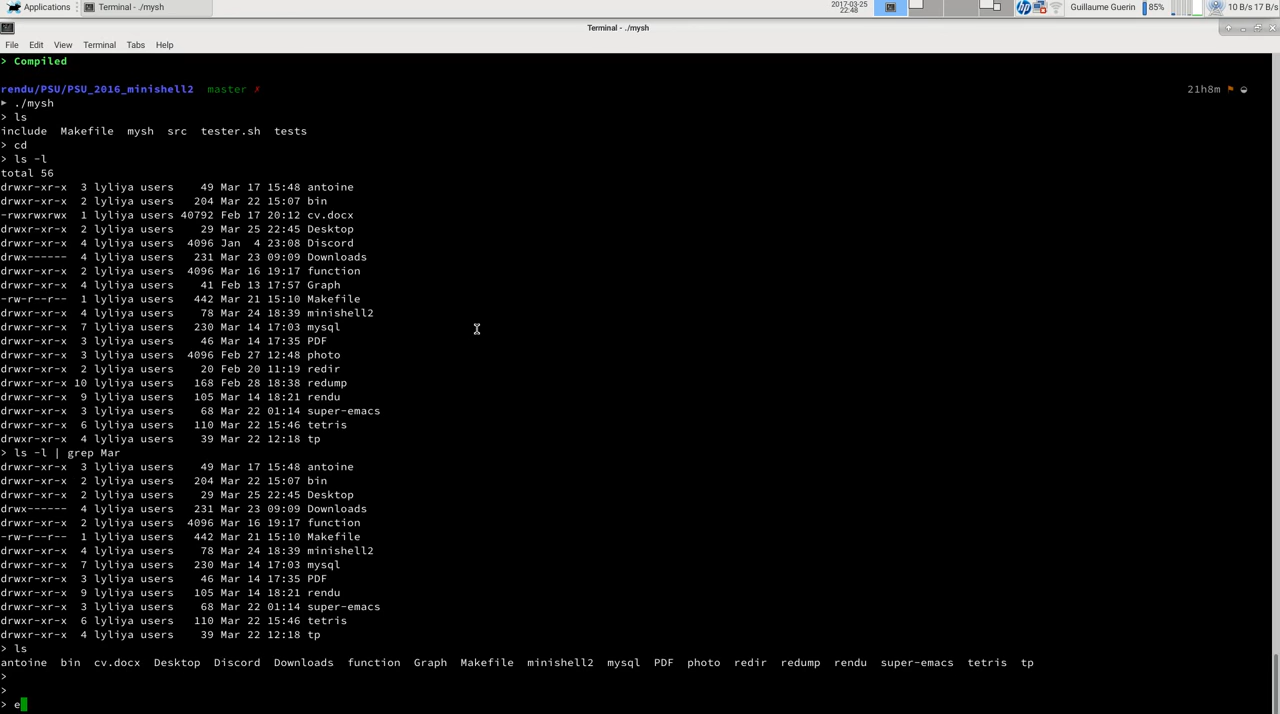 Applications Terminal - ./mysh 2017-03-25 Guillaume Guerin 85% 10 B/s 17 B/s
22:48
Terminal - ./mysh
File Edit View Terminal Tabs Help
> Compiled
rendu/PSU/PSU_2016_minishell2 master ✗ 21h8m
► ./mysh
> ls
include Makefile mysh src tester.sh tests
> cd
> ls -l
total 56
drwxr-xr-x 3 lyliya users 49 Mar 17 15:48 antoine
drwxr-xr-x 2 lyliya users 204 Mar 22 15:07 bin
-rwxrwxrwx 1 lyliya users 40792 Feb 17 20:12 cv.docx
drwxr-xr-x 2 lyliya users 29 Mar 25 22:45 Desktop
drwxr-xr-x 4 lyliya users 4096 Jan 4 23:08 Discord
drwx------ 4 lyliya users 231 Mar 23 09:09 Downloads
drwxr-xr-x 2 lyliya users 4096 Mar 16 19:17 function
drwxr-xr-x 4 lyliya users 41 Feb 13 17:57 Graph
-rw-r--r-- 1 lyliya users 442 Mar 21 15:10 Makefile
drwxr-xr-x 4 lyliya users 78 Mar 24 18:39 minishell2
drwxr-xr-x 7 lyliya users 230 Mar 14 17:03 mysql
drwxr-xr-x 3 lyliya users 46 Mar 14 17:35 PDF
drwxr-xr-x 3 lyliya users 4096 Feb 27 12:48 photo
drwxr-xr-x 2 lyliya users 20 Feb 20 11:19 redir
drwxr-xr-x 10 lyliya users 168 Feb 28 18:38 redump
drwxr-xr-x 9 lyliya users 105 Mar 14 18:21 rendu
drwxr-xr-x 3 lyliya users 68 Mar 22 01:14 super-emacs
drwxr-xr-x 6 lyliya users 110 Mar 22 15:46 tetris
drwxr-xr-x 4 lyliya users 39 Mar 22 12:18 tp
> ls -l | grep Mar
drwxr-xr-x 3 lyliya users 49 Mar 17 15:48 antoine
drwxr-xr-x 2 lyliya users 204 Mar 22 15:07 bin
drwxr-xr-x 2 lyliya users 29 Mar 25 22:45 Desktop
drwx------ 4 lyliya users 231 Mar 23 09:09 Downloads
drwxr-xr-x 2 lyliya users 4096 Mar 16 19:17 function
-rw-r--r-- 1 lyliya users 442 Mar 21 15:10 Makefile
drwxr-xr-x 4 lyliya users 78 Mar 24 18:39 minishell2
drwxr-xr-x 7 lyliya users 230 Mar 14 17:03 mysql
drwxr-xr-x 3 lyliya users 46 Mar 14 17:35 PDF
drwxr-xr-x 9 lyliya users 105 Mar 14 18:21 rendu
drwxr-xr-x 3 lyliya users 68 Mar 22 01:14 super-emacs
drwxr-xr-x 6 lyliya users 110 Mar 22 15:46 tetris
drwxr-xr-x 4 lyliya users 39 Mar 22 12:18 tp
> ls
antoine bin cv.docx Desktop Discord Downloads function Graph Makefile minishell2 mysql PDF photo redir redump rendu super-emacs tetris tp
>
>
> e